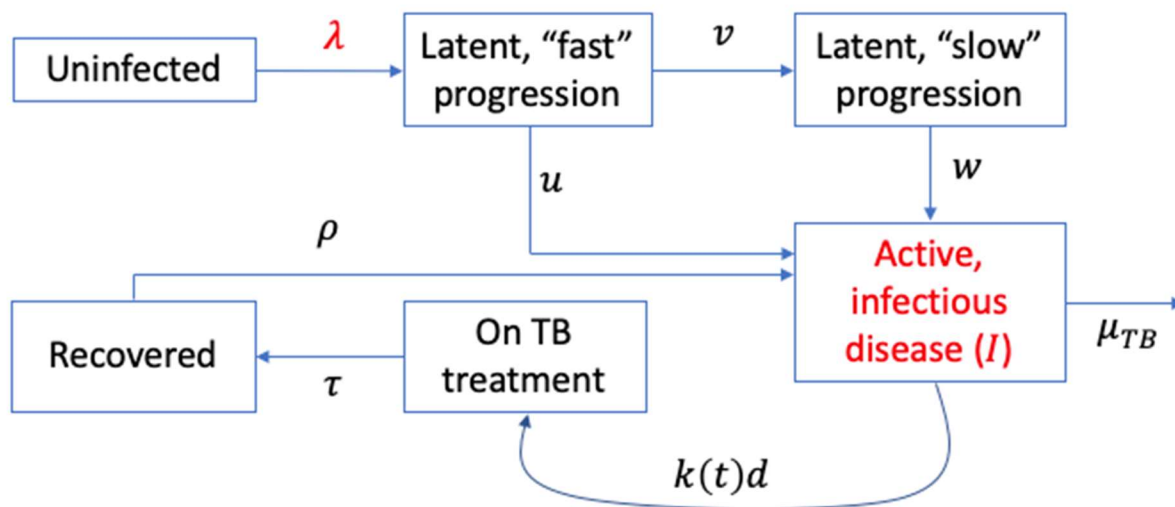 λ
Uninfected
Latent, “fast”
progression
v
Latent, “slow”
progression
u
w
ρ
Active,
infectious
disease (I)
μ_TB
Recovered
τ
On TB
treatment
k(t)d